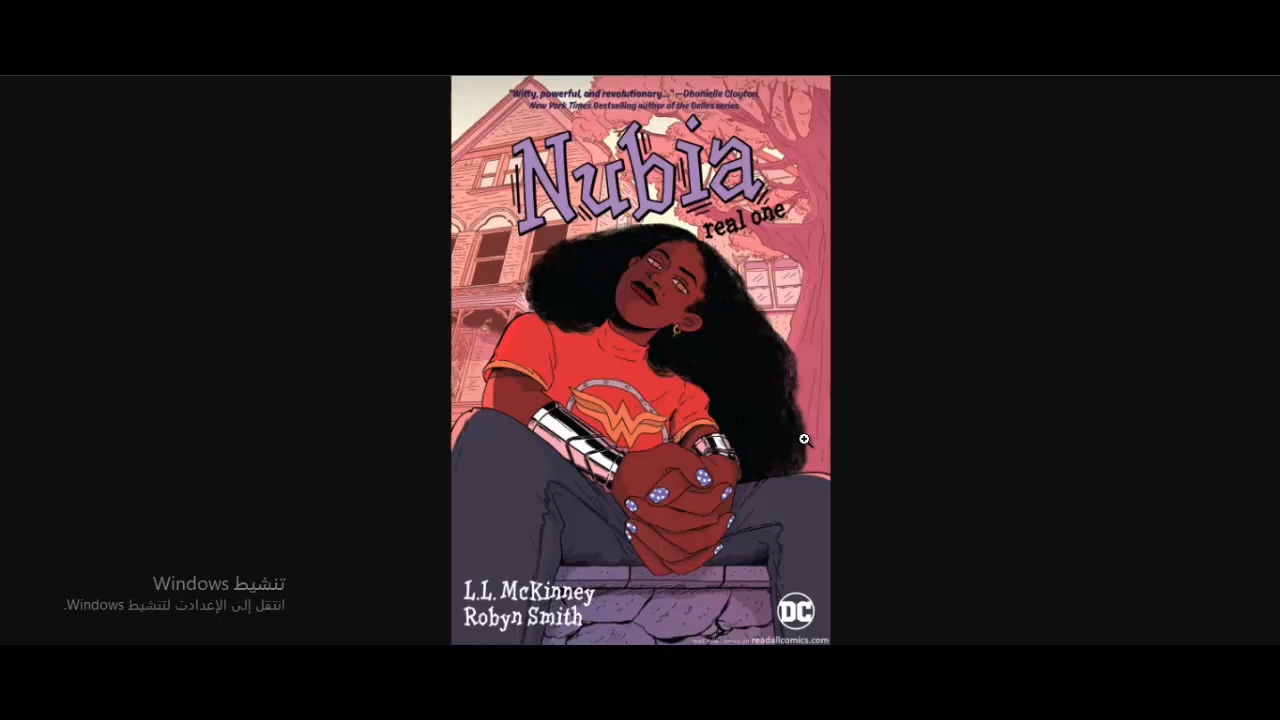 "Witty, powerful, and revolutionary..." —Dhonielle Clayton,
New York Times Bestselling author of the Belles series
Nubia
real one
W
L.L. McKinney
Robyn Smith
DC
readallcomics.com
تنشيط Windows
انتقل إلى الإعدادت لتنشيط Windows.